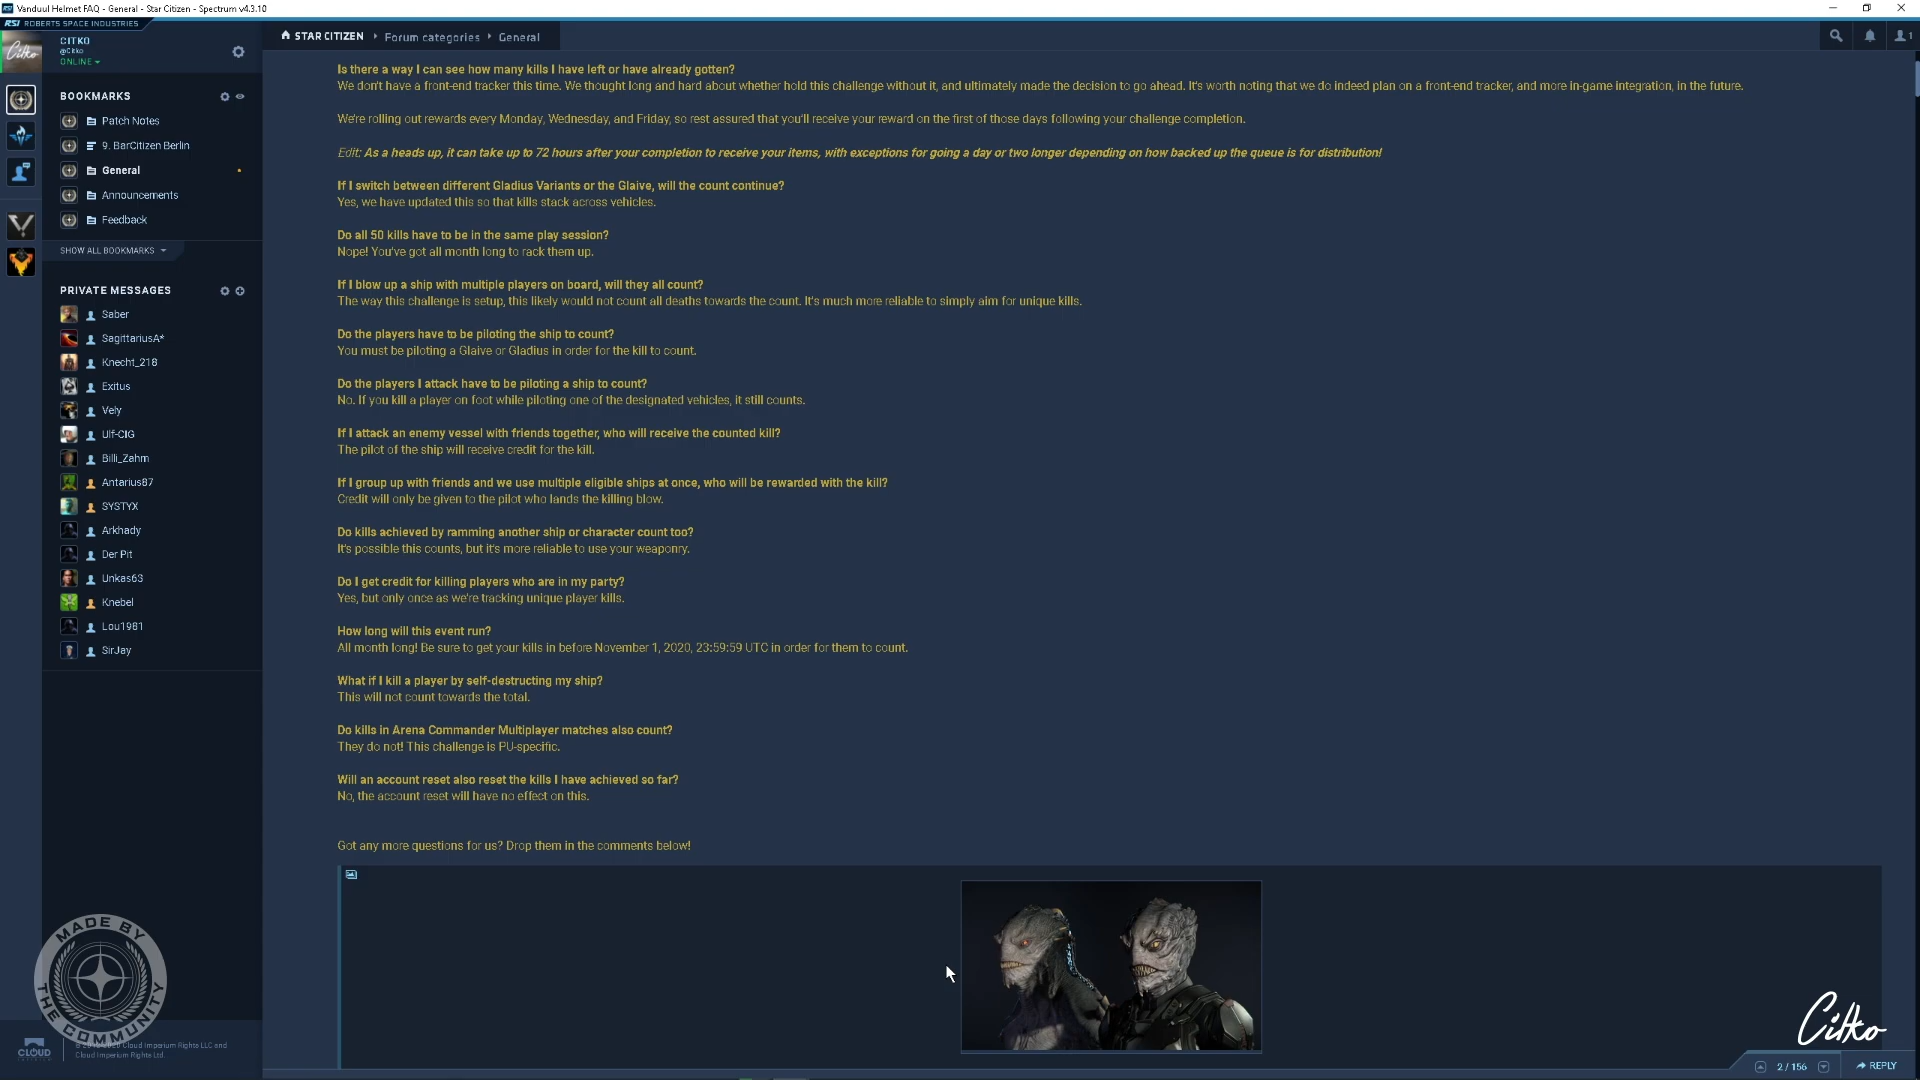 Vanduul Helmet FAQ - General - Star Citizen - Spectrum v4.3.10
RSI ROBERTS SPACE INDUSTRIES
Citko
CITKO
@Citko
ONLINE
STAR CITIZEN
Forum categories
General
1
BOOKMARKS
Patch Notes
9. BarCitizen Berlin
General
Announcements
Feedback
SHOW ALL BOOKMARKS
PRIVATE MESSAGES
Saber
SagittariusA*
Knecht_218
Exitus
Vely
Ulf-CIG
Billi_Zahm
Antarius87
SYSTYX
Arkhady
Der Pit
Unkas63
Knebel
Lou1981
SirJay
Is there a way I can see how many kills I have left or have already gotten?
We don't have a front-end tracker this time. We thought long and hard about whether hold this challenge without it, and ultimately made the decision to go ahead. It's worth noting that we do indeed plan on a front-end tracker, and more in-game integration, in the future.
We're rolling out rewards every Monday, Wednesday, and Friday, so rest assured that you'll receive your reward on the first of those days following your challenge completion.
Edit: As a heads up, it can take up to 72 hours after your completion to receive your items, with exceptions for going a day or two longer depending on how backed up the queue is for distribution!
If I switch between different Gladius Variants or the Glaive, will the count continue?
Yes, we have updated this so that kills stack across vehicles.
Do all 50 kills have to be in the same play session?
Nope! You've got all month long to rack them up.
If I blow up a ship with multiple players on board, will they all count?
The way this challenge is setup, this likely would not count all deaths towards the count. It's much more reliable to simply aim for unique kills.
Do the players have to be piloting the ship to count?
You must be piloting a Glaive or Gladius in order for the kill to count.
Do the players I attack have to be piloting a ship to count?
No. If you kill a player on foot while piloting one of the designated vehicles, it still counts.
If I attack an enemy vessel with friends together, who will receive the counted kill?
The pilot of the ship will receive credit for the kill.
If I group up with friends and we use multiple eligible ships at once, who will be rewarded with the kill?
Credit will only be given to the pilot who lands the killing blow.
Do kills achieved by ramming another ship or character count too?
It's possible this counts, but it's more reliable to use your weaponry.
Do I get credit for killing players who are in my party?
Yes, but only once as we're tracking unique player kills.
How long will this event run?
All month long! Be sure to get your kills in before November 1, 2020, 23:59:59 UTC in order for them to count.
What if I kill a player by self-destructing my ship?
This will not count towards the total.
Do kills in Arena Commander Multiplayer matches also count?
They do not! This challenge is PU-specific.
Will an account reset also reset the kills I have achieved so far?
No, the account reset will have no effect on this.
Got any more questions for us? Drop them in the comments below!
MADE BY
THE COMMUNITY
CLOUD
Cloud Imperium Rights LLC and
Cloud Imperium Rights Ltd.
Citko
2 / 156
REPLY